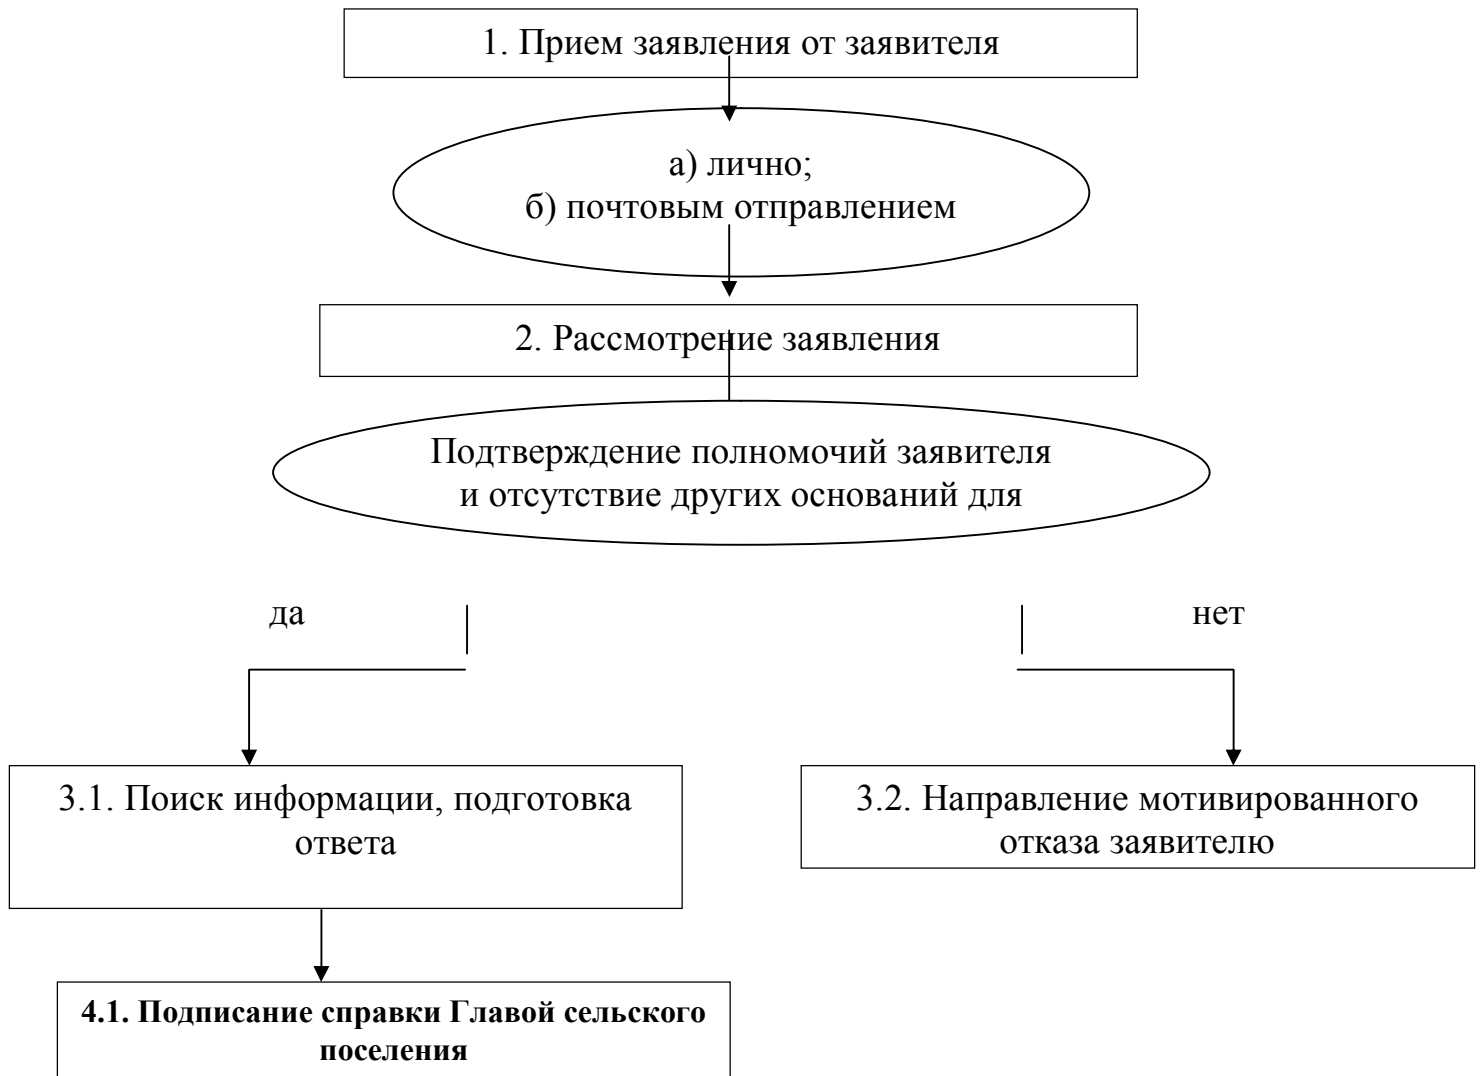 1. Прием заявления от заявителя
а) лично;
б) почтовым отправлением
2. Рассмотрение заявления
Подтверждение полномочий заявителя
и отсутствие других оснований для
да
нет
3.1. Поиск информации, подготовка
ответа
3.2. Направление мотивированного
отказа заявителю
4.1. Подписание справки Главой сельского
поселения